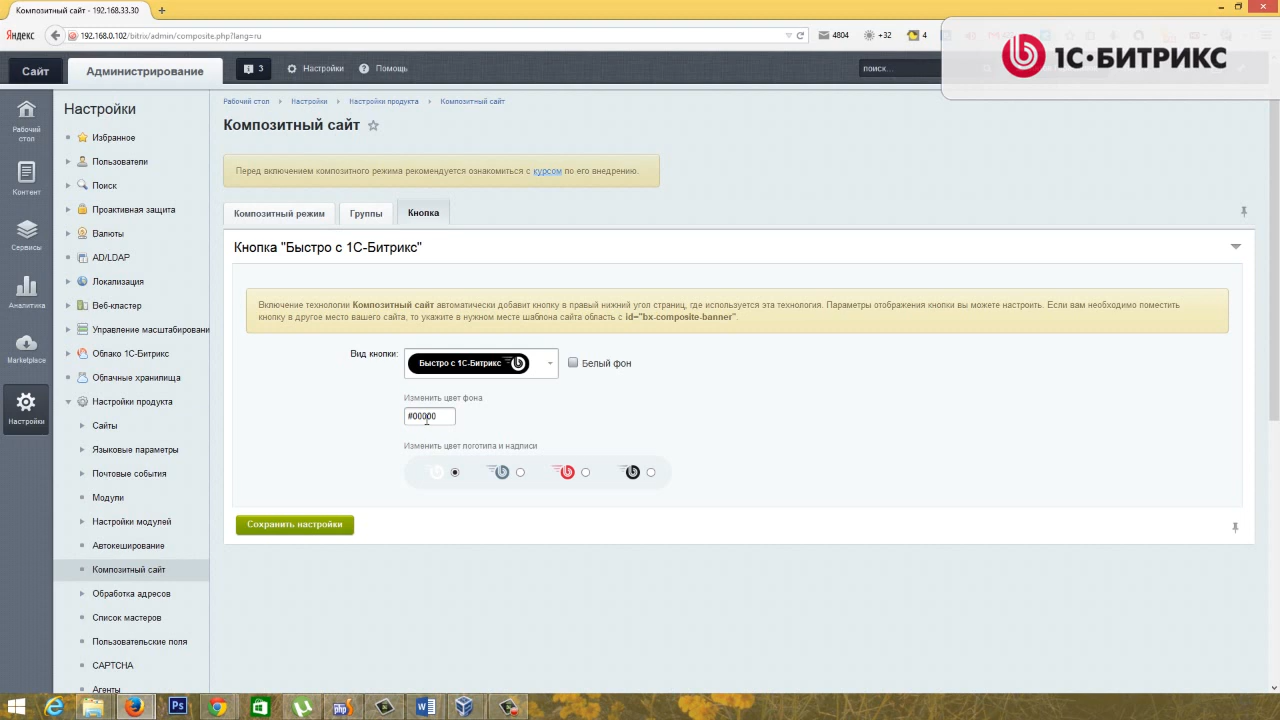 Композитный сайт - 192.168.33.30
Яндекс
192.168.0.102/bitrix/admin/composite.php?lang=ru
4804
+32
4
1С-БИТРИКС
Сайт
Администрирование
3
Настройки
Помощь
поиск...
Рабочий стол
Контент
Сервисы
Аналитика
Marketplace
Настройки
Настройки
Избранное
Пользователи
Поиск
Проактивная защита
Валюты
AD/LDAP
Локализация
Веб-кластер
Управление масштабировани
Облако 1С-Битрикс
Облачные хранилища
Настройки продукта
Сайты
Языковые параметры
Почтовые события
Модули
Настройки модулей
Автокеширование
Композитный сайт
Обработка адресов
Список мастеров
Пользовательские поля
CAPTCHA
Агенты
Рабочий стол
Настройки
Настройки продукта
Композитный сайт
Композитный сайт
Перед включением композитного режима рекомендуется ознакомиться с курсом по его внедрению.
Композитный режим
Группы
Кнопка
Кнопка "Быстро с 1С-Битрикс"
Включение технологии Композитный сайт автоматически добавит кнопку в правый нижний угол страниц, где используется эта технология. Параметры отображения кнопки вы можете настроить. Если вам необходимо поместить
кнопку в другое место вашего сайта, то укажите в нужном месте шаблона сайта область с id="bx-composite-banner".
Вид кнопки:
Быстро с 1С-Битрикс
Белый фон
Изменить цвет фона
#00000
Изменить цвет логотипа и надписи
Сохранить настройки